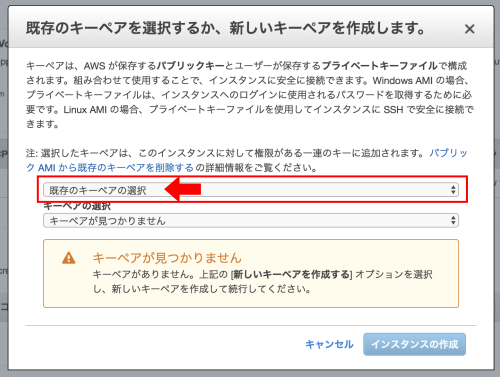 既存のキーペアを選択するか、新しいキーペアを作成します。
×
キーペアは、AWS が保存するパブリックキーとユーザーが保存するプライベートキーファイルで構成
されます。組み合わせて使用することで、インスタンスに安全に接続できます。Windows AMI の場合、
プライベートキーファイルは、インスタンスへのログインに使用されるパスワードを取得するために必
要です。Linux AMI の場合、プライベートキーファイルを使用してインスタンスに SSH で安全に接続で
きます。
注: 選択したキーペアは、このインスタンスに対して権限がある一連のキーに追加されます。 パブリッ
ク AMI から既存のキーペアを削除する の詳細情報をご覧ください。
既存のキーペアの選択
キーペアの選択
キーペアが見つかりません
キーペアが見つかりません
キーペアがありません。上記の [新しいキーペアを作成する] オプションを選択
し、新しいキーペアを作成して続行してください。
キャンセル インスタンスの作成